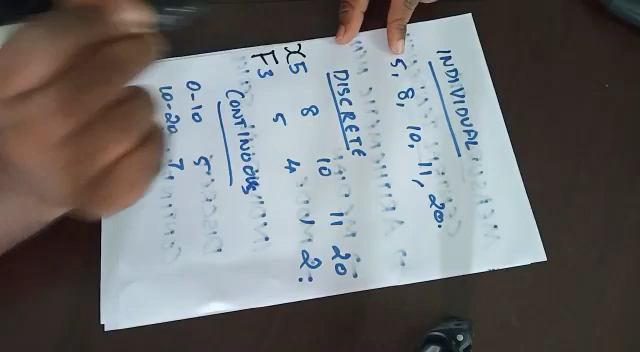 INDIVIDUAL
5, 8, 10, 11, 20.
DISCRETE
X 5 8 10 11 20
F 3 5 4 1 2
CONTINOUS
0-10 5
10-20 7